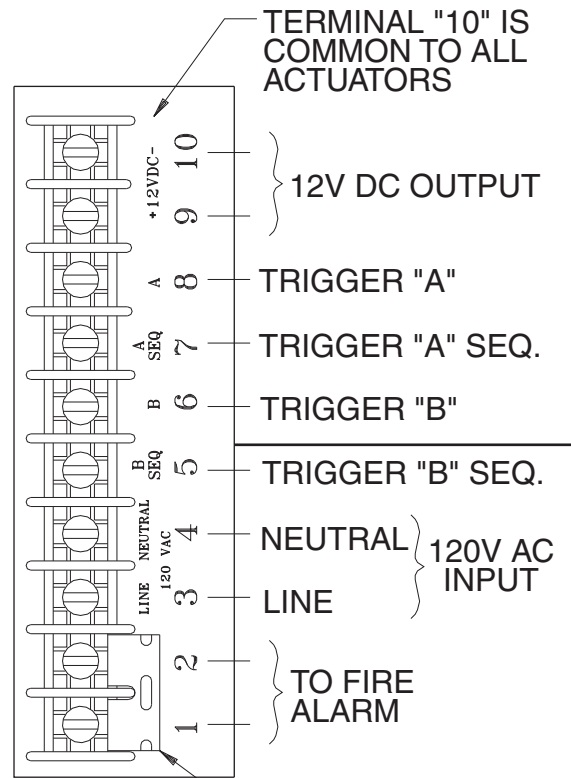 TERMINAL "10" IS
COMMON TO ALL
ACTUATORS
+12VDC-
10
9
12V DC OUTPUT
A
8
TRIGGER "A"
A
SEQ
7
TRIGGER "A" SEQ.
B
6
TRIGGER "B"
B
SEQ
5
TRIGGER "B" SEQ.
NEUTRAL
4
NEUTRAL
120 VAC
120V AC
INPUT
LINE
3
LINE
2
1
TO FIRE
ALARM